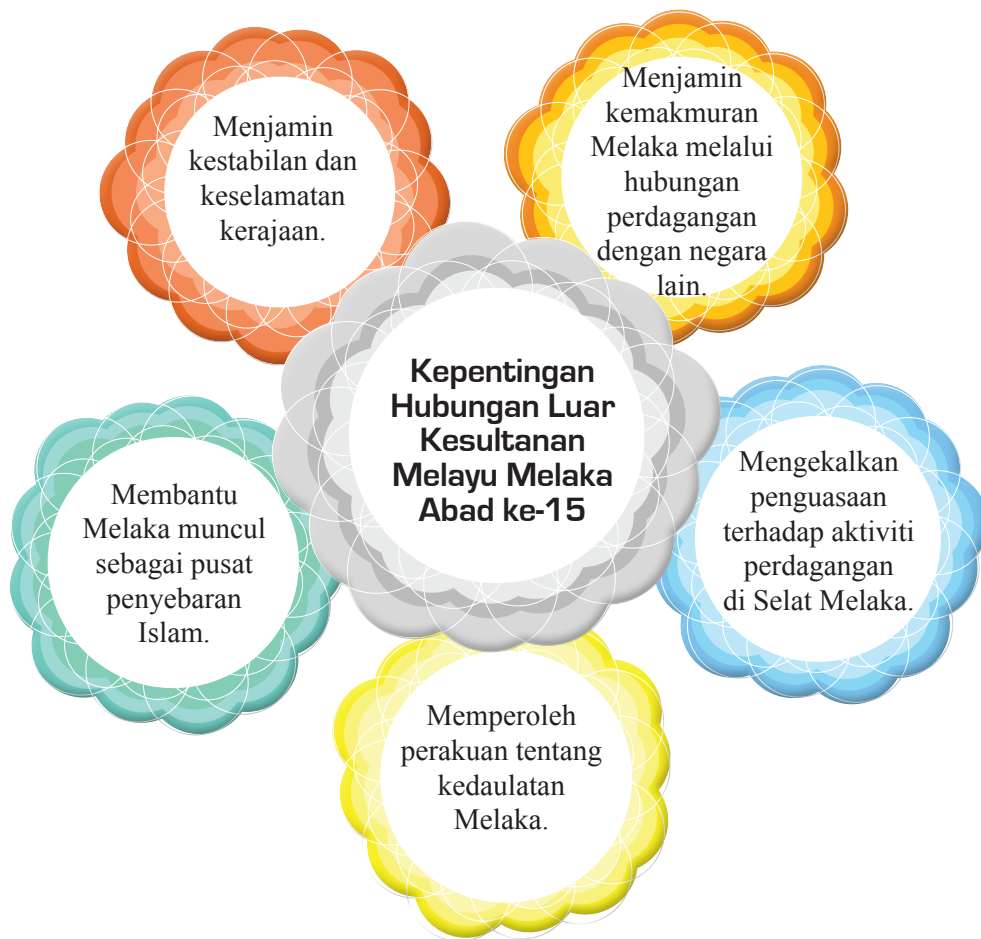 Kepentingan
Hubungan Luar
Kesultanan
Melayu Melaka
Abad ke-15
Menjamin
kestabilan dan
keselamatan
kerajaan.
Menjamin
kemakmuran
Melaka melalui
hubungan
perdagangan
dengan negara
lain.
Mengekalkan
penguasaan
terhadap aktiviti
perdagangan
di Selat Melaka.
Memperoleh
perakuan tentang
kedaulatan
Melaka.
Membantu
Melaka muncul
sebagai pusat
penyebaran
Islam.